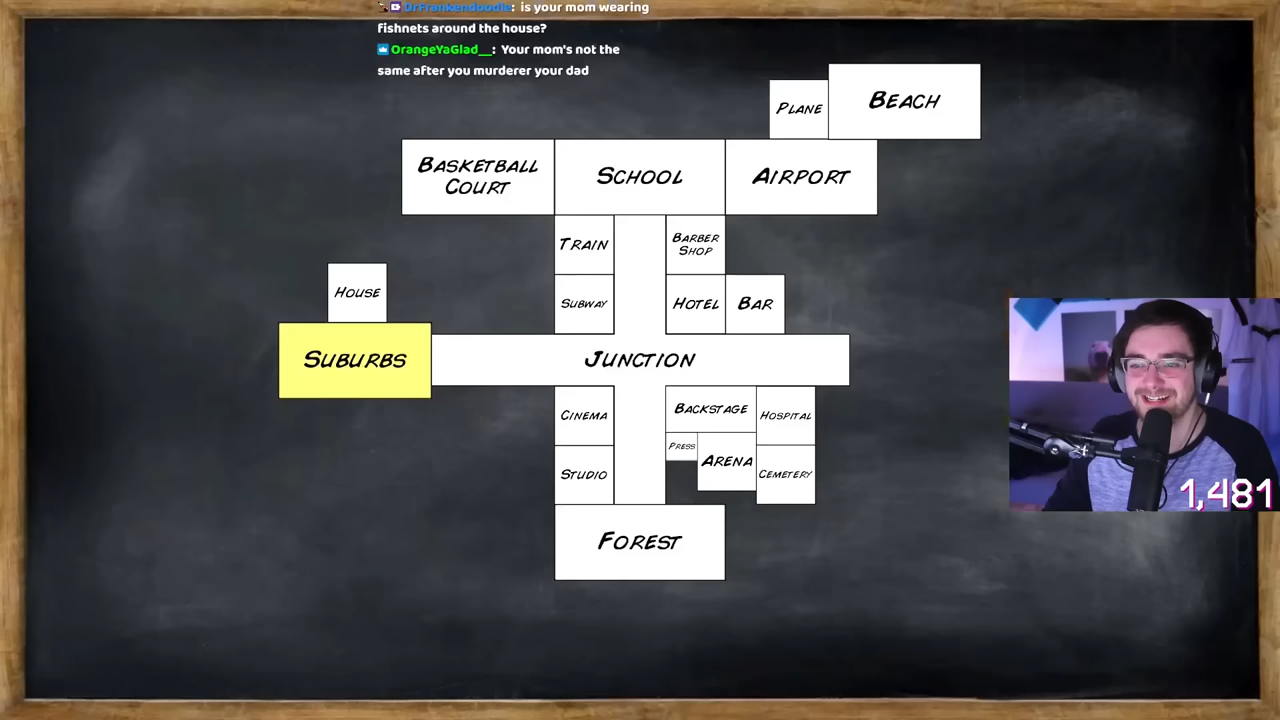 DrFrankendoodle: is your mom wearing
fishnets around the house?
OrangeYaGlad__: Your mom's not the
same after you murderer your dad
PLANE
BEACH
BASKETBALL
COURT
SCHOOL
AIRPORT
TRAIN
BARBER
SHOP
HOUSE
SUBWAY
HOTEL
BAR
SUBURBS
JUNCTION
CINEMA
BACKSTAGE
HOSPITAL
PRESS
ARENA
STUDIO
CEMETERY
1,481
FOREST